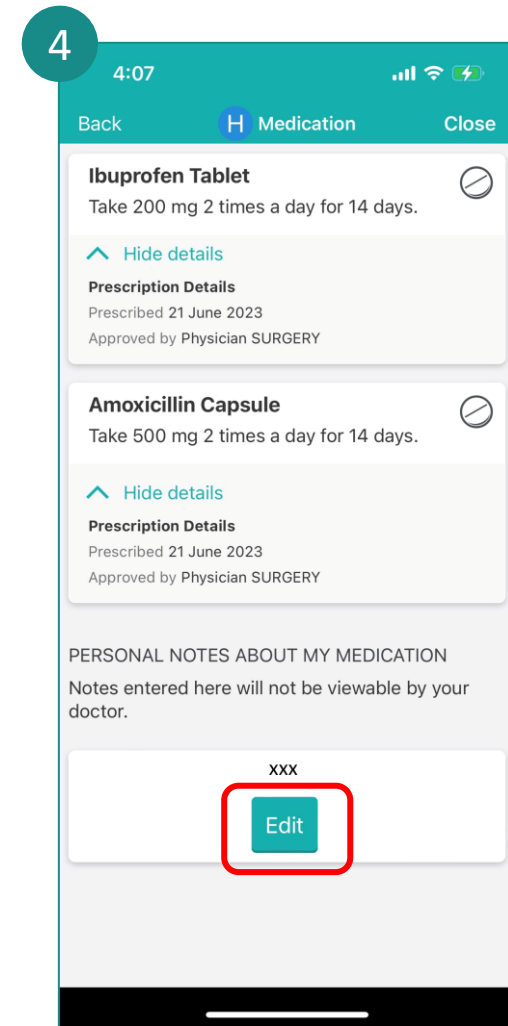 4
4:07
Back H Medication Close
Ibuprofen Tablet
Take 200 mg 2 times a day for 14 days.
Hide details
Prescription Details
Prescribed 21 June 2023
Approved by Physician SURGERY
Amoxicillin Capsule
Take 500 mg 2 times a day for 14 days.
Hide details
Prescription Details
Prescribed 21 June 2023
Approved by Physician SURGERY
PERSONAL NOTES ABOUT MY MEDICATION
Notes entered here will not be viewable by your
doctor.
xxx
Edit